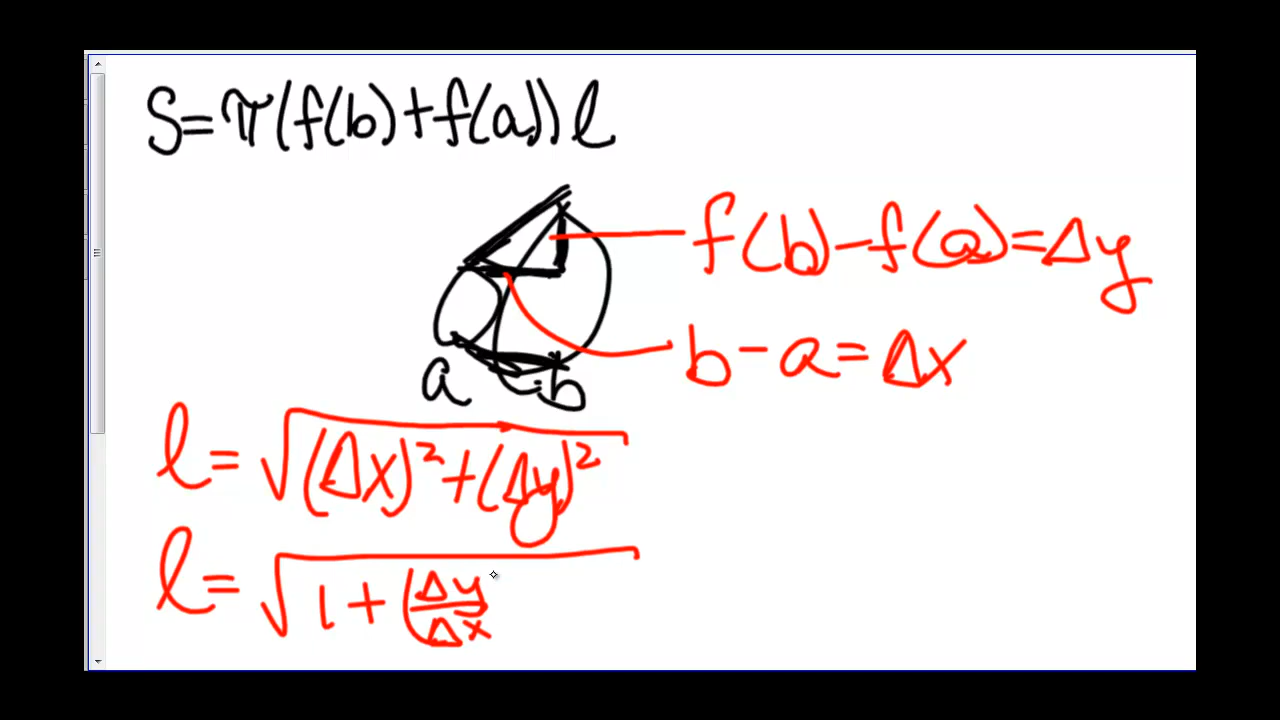 S=π(f(b)+f(a))l
f(b)-f(a)=Δy
b-a=Δx
a b
l=√(Δx)²+(Δy)²
l=√1+(Δy/Δx